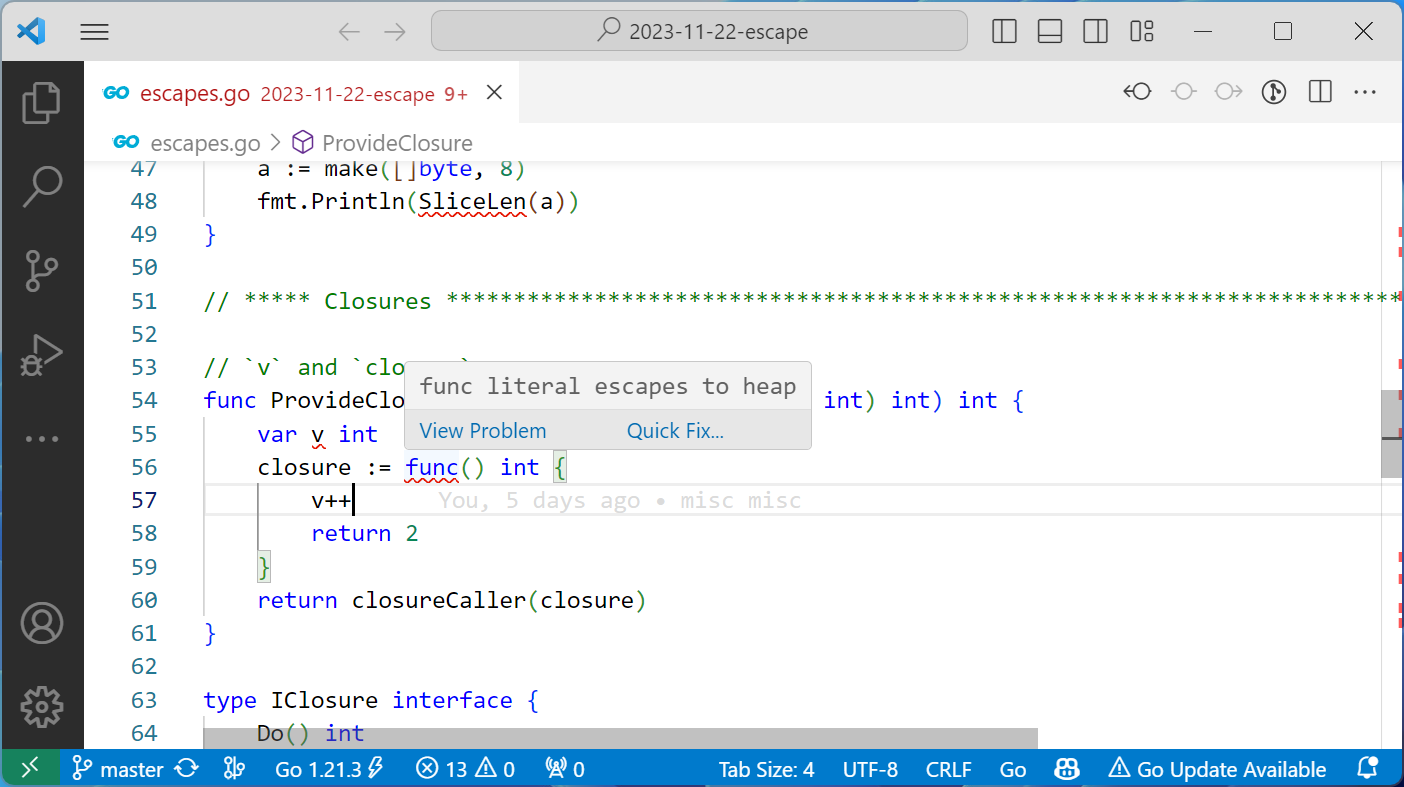 2023-11-22-escape
GO escapes.go 2023-11-22-escape 9+
GO escapes.go > ProvideClosure
47 a := make([]byte, 8)
48 fmt.Println(SliceLen(a))
49 }
50
51 // ***** Closures ***********************************************************************
52
53 // `v` and `clo
func literal escapes to heap
View Problem Quick Fix...
54 func ProvideClo int) int) int {
55 var v int
56 closure := func() int {
57 v++ You, 5 days ago • misc misc
58 return 2
59 }
60 return closureCaller(closure)
61 }
62
63 type IClosure interface {
64 Do() int
master Go 1.21.3 13 0 0 Tab Size: 4 UTF-8 CRLF Go Go Update Available